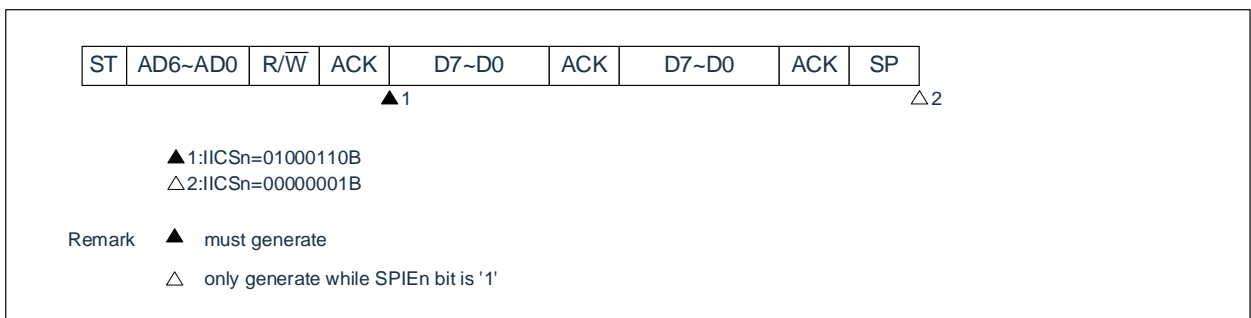 ST AD6~AD0 R/W̅ ACK D7~D0 ACK D7~D0 ACK SP
▲1 △2
▲1:IICSn=01000110B
△2:IICSn=00000001B
Remark ▲ must generate
△ only generate while SPIEn bit is '1'